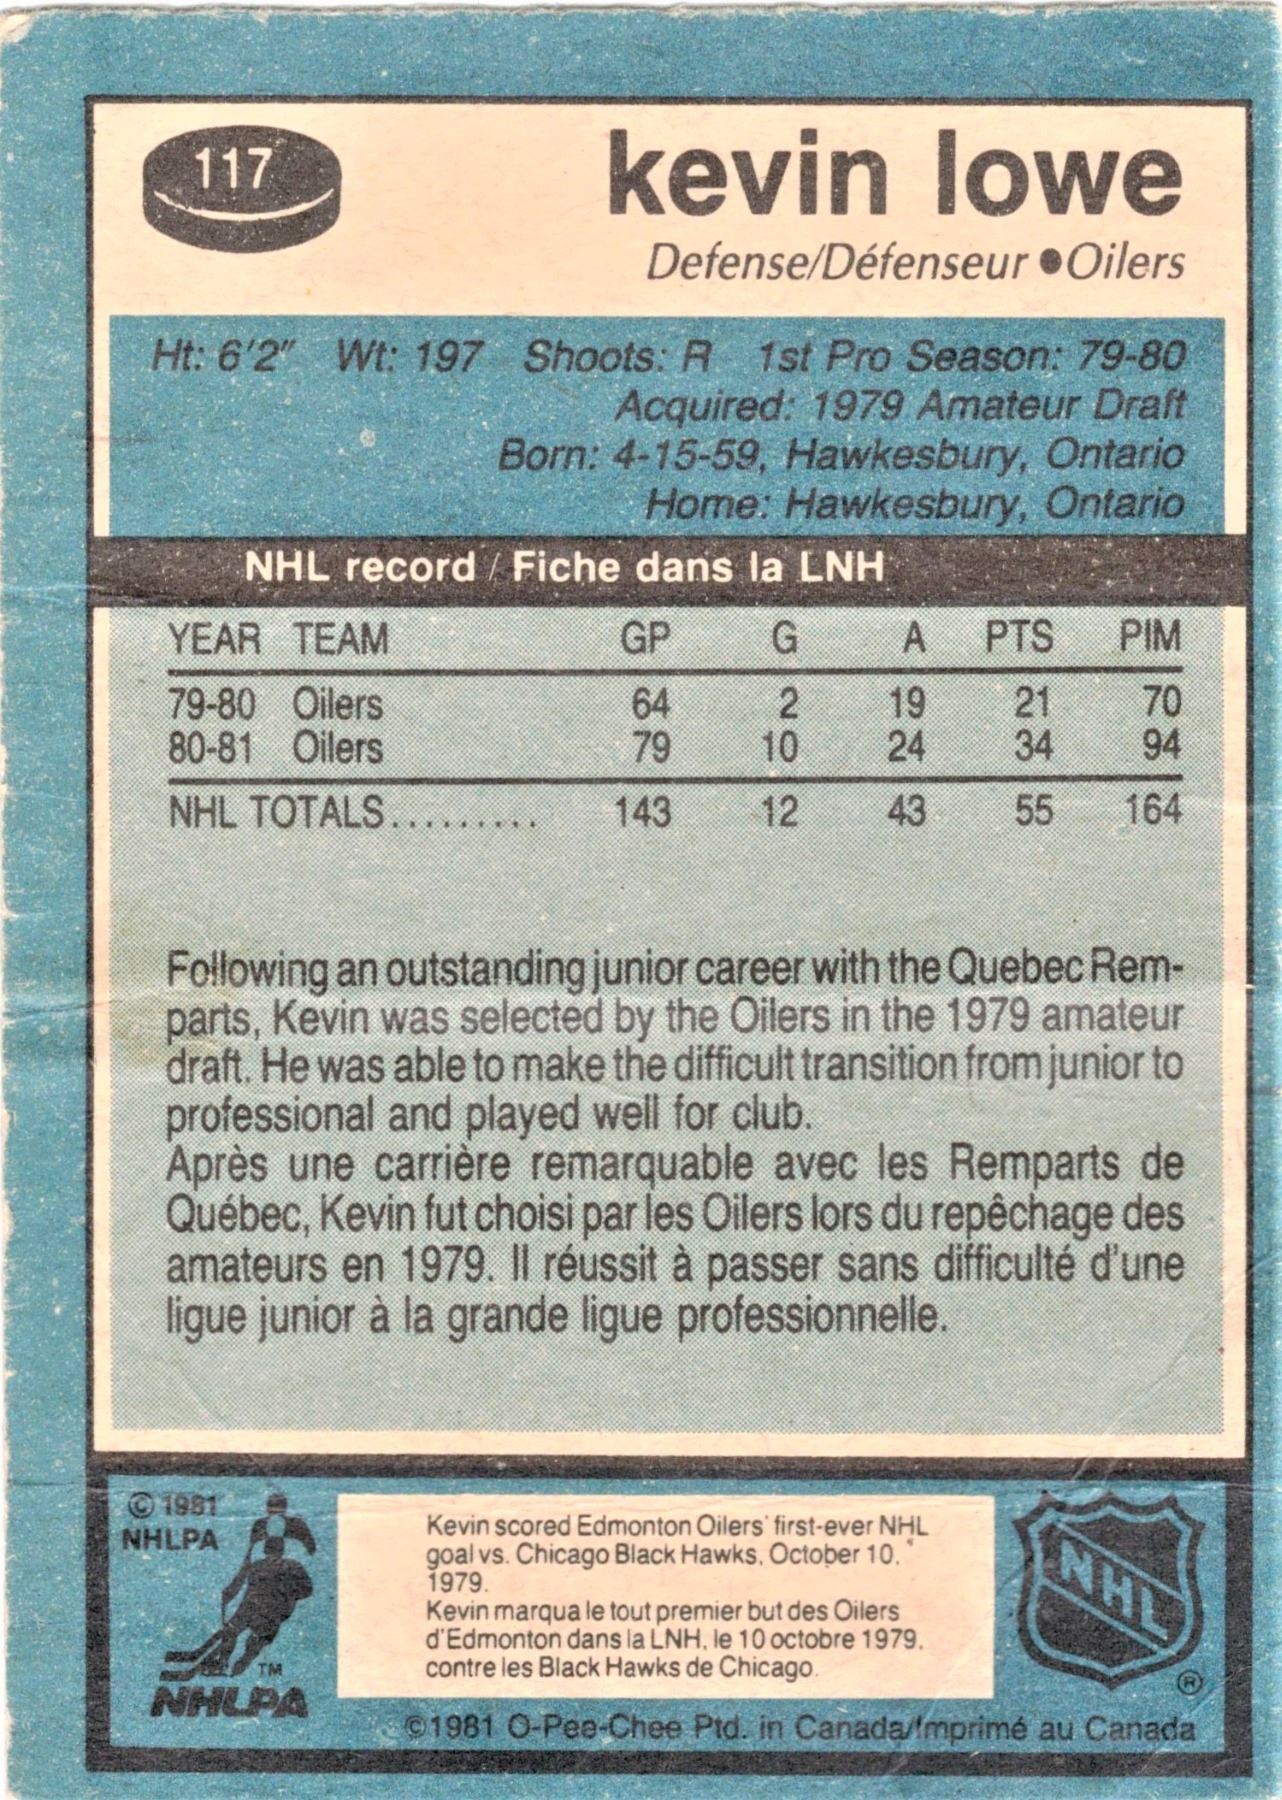 117
kevin lowe
Defense/Défenseur ● Oilers
Ht: 6'2" Wt: 197 Shoots: R 1st Pro Season: 79-80
Acquired: 1979 Amateur Draft
Born: 4-15-59, Hawkesbury, Ontario
Home: Hawkesbury, Ontario
NHL record / Fiche dans la LNH
YEAR TEAM GP G A PTS PIM
79-80 Oilers 64 2 19 21 70
80-81 Oilers 79 10 24 34 94
NHL TOTALS......... 143 12 43 55 164
Following an outstanding junior career with the Quebec Rem-
parts, Kevin was selected by the Oilers in the 1979 amateur
draft. He was able to make the difficult transition from junior to
professional and played well for club.
Après une carrière remarquable avec les Remparts de
Québec, Kevin fut choisi par les Oilers lors du repêchage des
amateurs en 1979. Il réussit à passer sans difficulté d'une
ligue junior à la grande ligue professionnelle.
© 1981
NHLPA
TM
NHLPA
Kevin scored Edmonton Oilers' first-ever NHL
goal vs. Chicago Black Hawks, October 10,
1979.
Kevin marqua le tout premier but des Oilers
d'Edmonton dans la LNH, le 10 octobre 1979,
contre les Black Hawks de Chicago.
NHL
®
©1981 O-Pee-Chee Ptd. in Canada/Imprimé au Canada